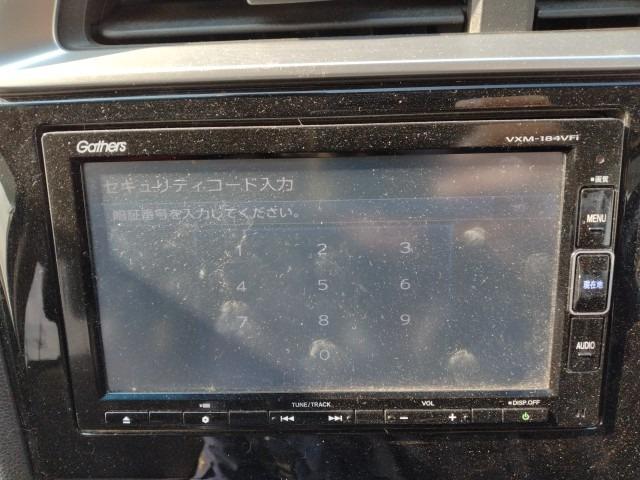 Gathers
VXM-184VFi
セキュリティコード入力
暗証番号を入力してください。
1 2 3
4 5 6
7 8 9
0
画質
MENU
現在地
AUDIO
TUNE/TRACK
VOL
DISP.OFF